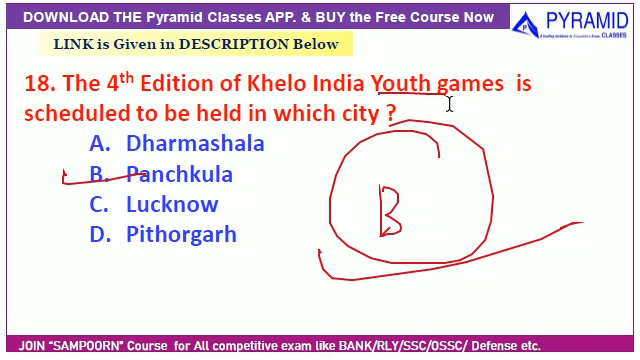 DOWNLOAD THE Pyramid Classes APP. & BUY the Free Course Now
PYRAMID
CLASSES
LINK is Given in DESCRIPTION Below
18. The 4th Edition of Khelo India Youth games is
scheduled to be held in which city ?
A. Dharmashala
B. Panchkula
C. Lucknow
D. Pithorgarh
B
JOIN “SAMPOORN” Course for All competitive exam like BANK/RLY/SSC/OSSC/ Defense etc.